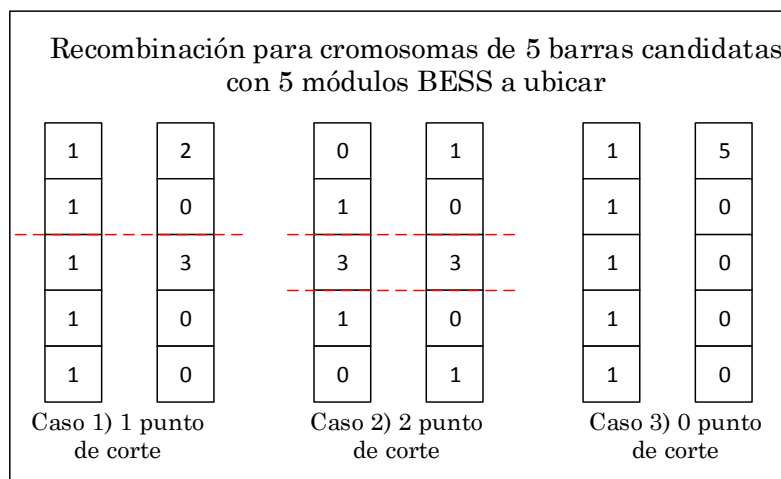 Recombinación para cromosomas de 5 barras candidatas
con 5 módulos BESS a ubicar
1 2 0 1 1 5
1 0 1 0 1 0
1 3 3 3 1 0
1 0 1 0 1 0
1 0 0 1 1 0
Caso 1) 1 punto
de corte
Caso 2) 2 punto
de corte
Caso 3) 0 punto
de corte